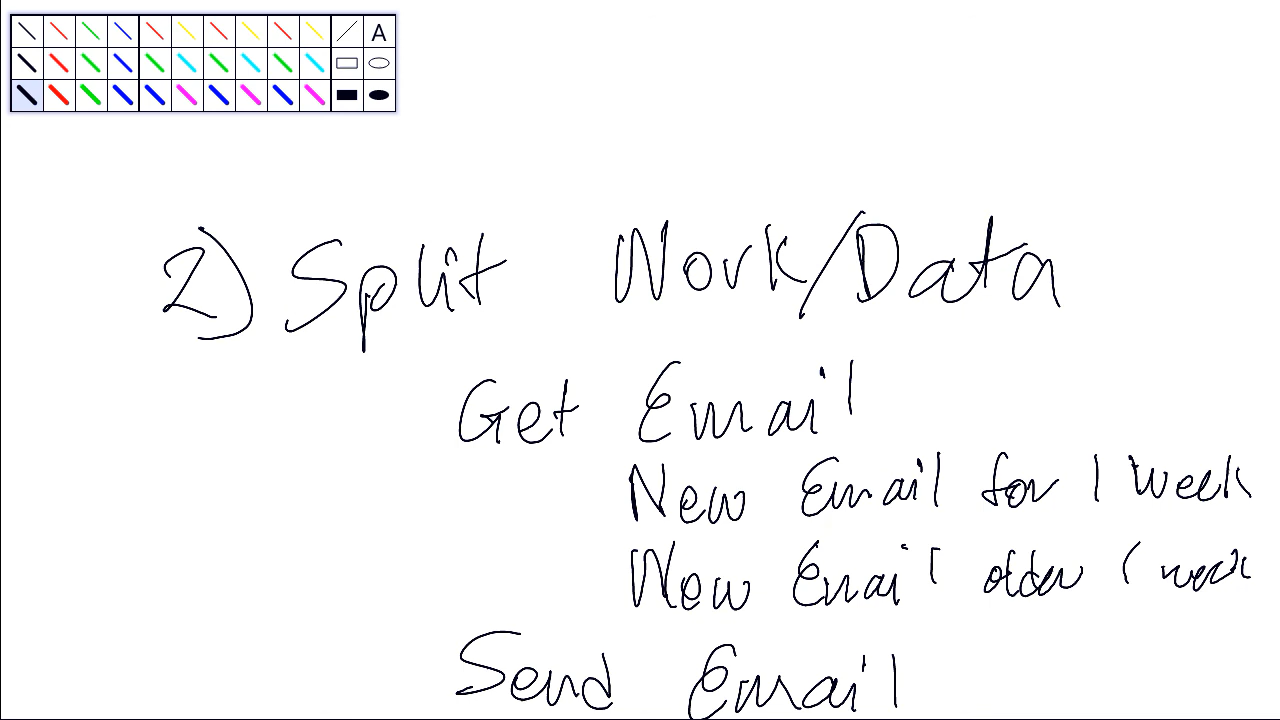 A
2) Split Work/Data
Get Email
New Email for 1 week
New Email older 1 week
Send Email